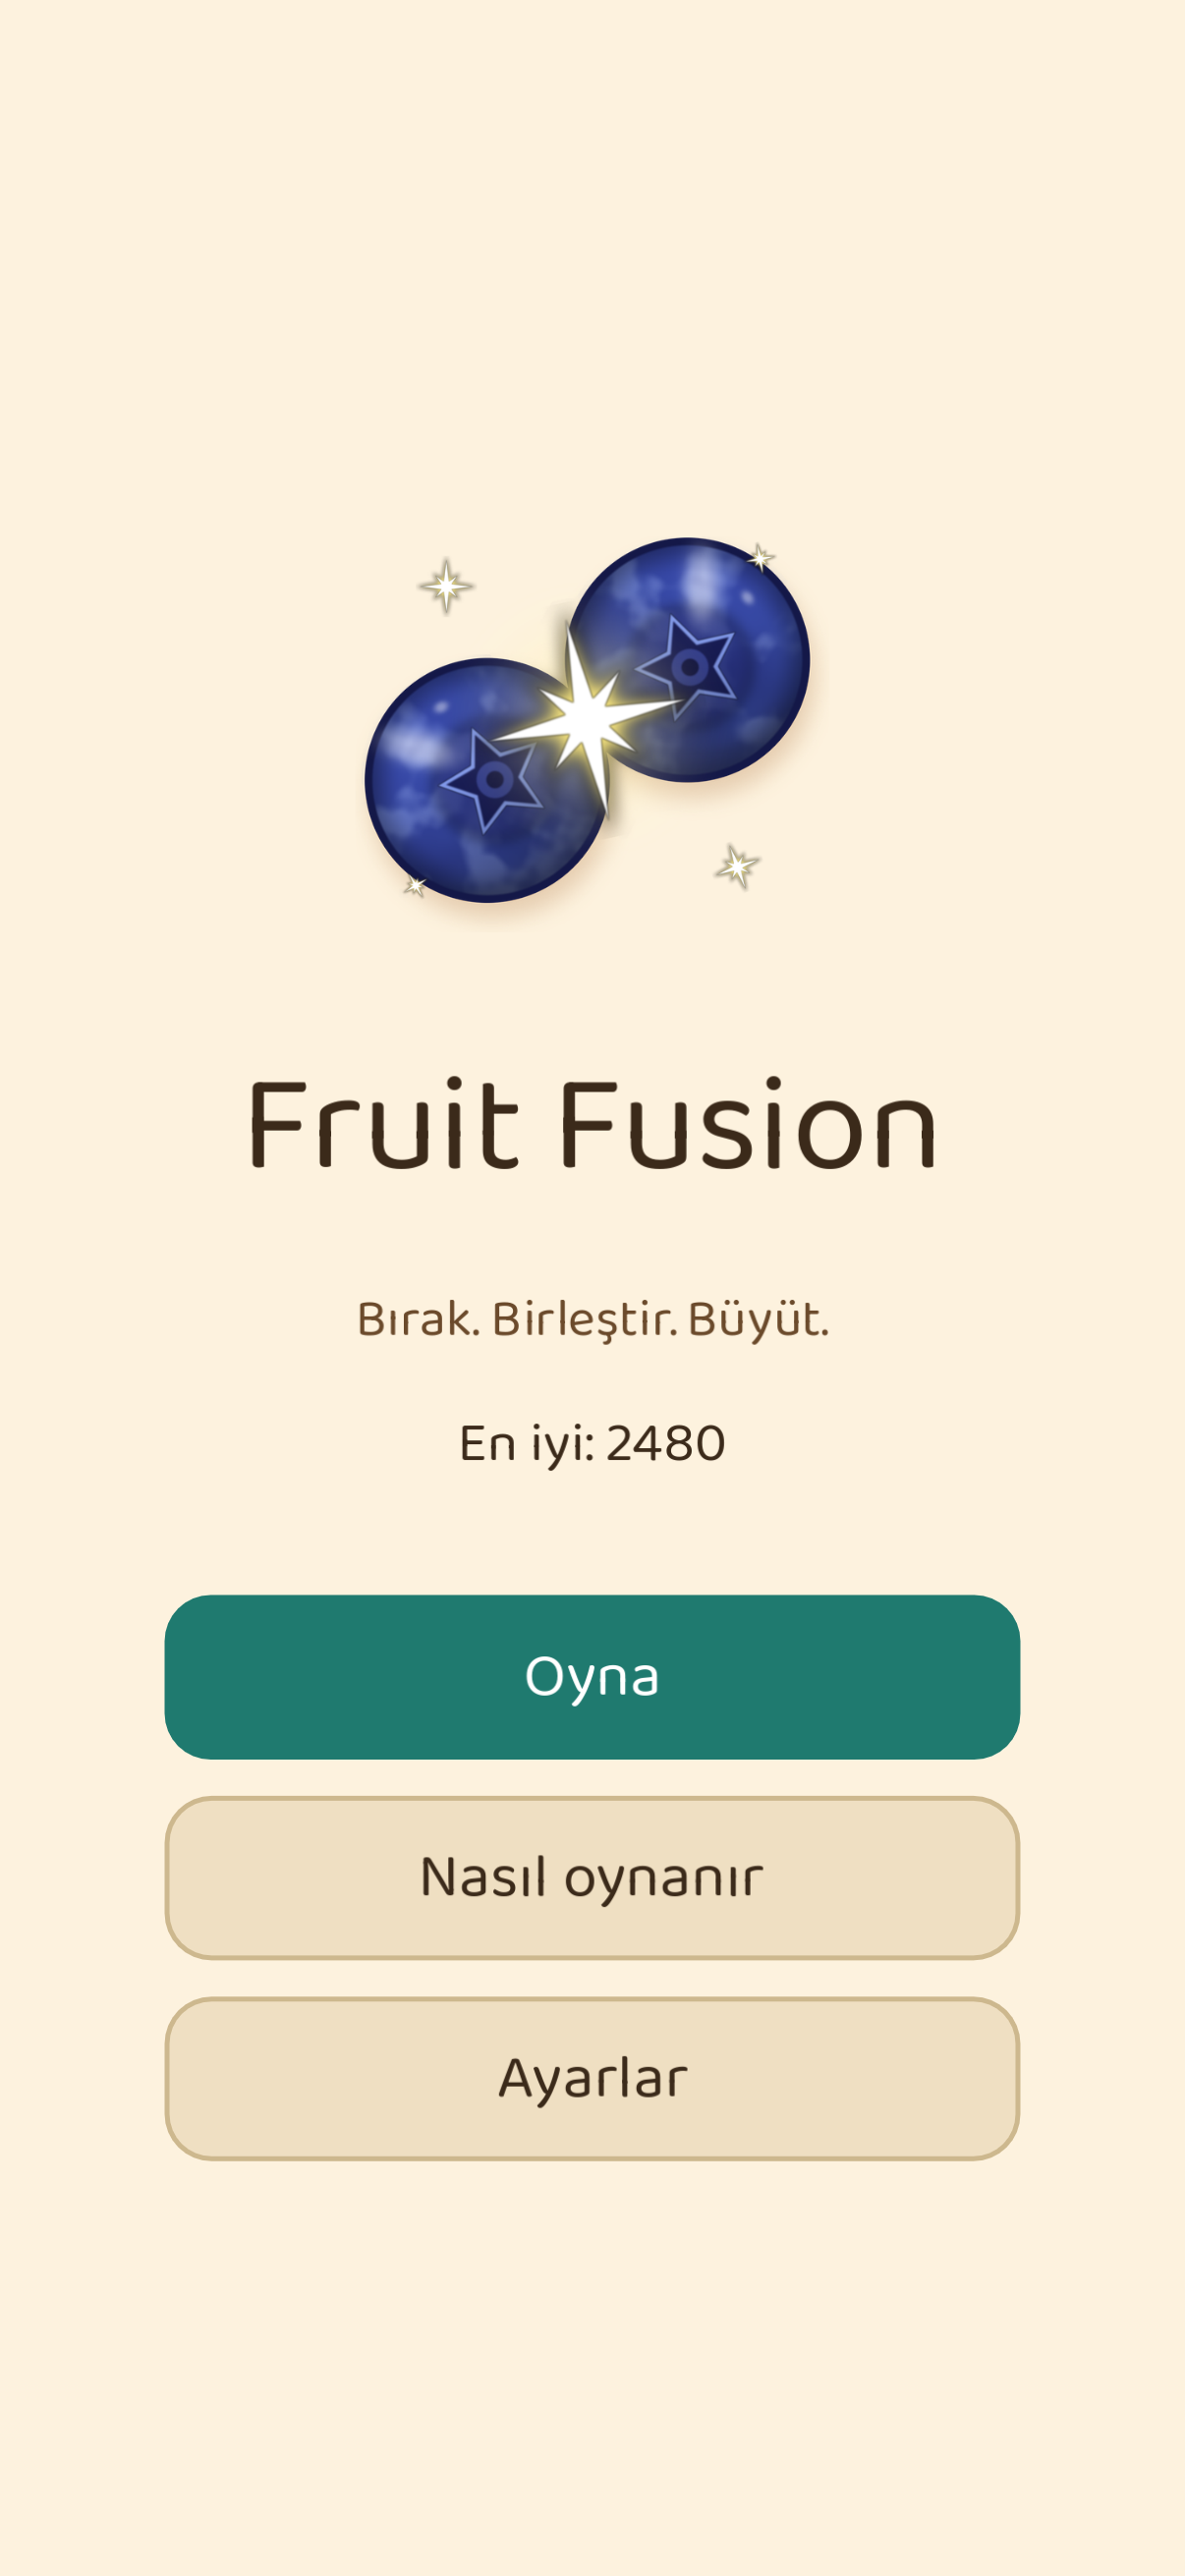 Fruit Fusion
Bırak. Birleştir. Büyüt.
En iyi: 2480
Oyna
Nasıl oynanır
Ayarlar